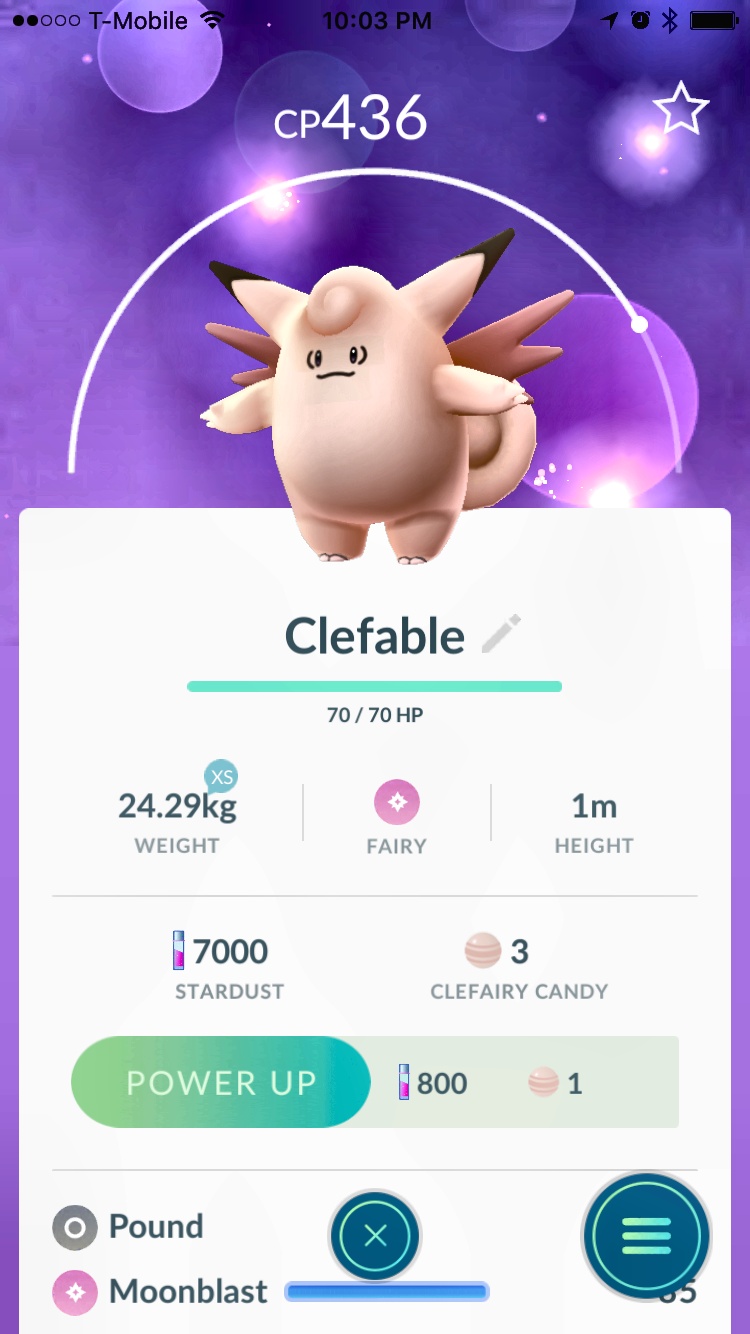 T-Mobile 10:03 PM
CP436
Clefable
70 / 70 HP
XS
24.29kg 1m
WEIGHT FAIRY HEIGHT
7000 3
STARDUST CLEFAIRY CANDY
POWER UP 800 1
Pound
Moonblast